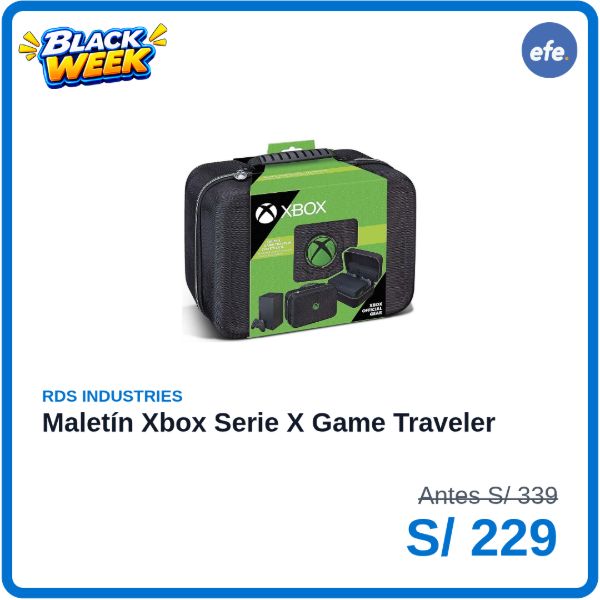 BLACK
WEEK
efe.
XBOX
XBOX
OFFICIAL
GEAR
RDS INDUSTRIES
Maletín Xbox Serie X Game Traveler
Antes S/ 339
S/ 229